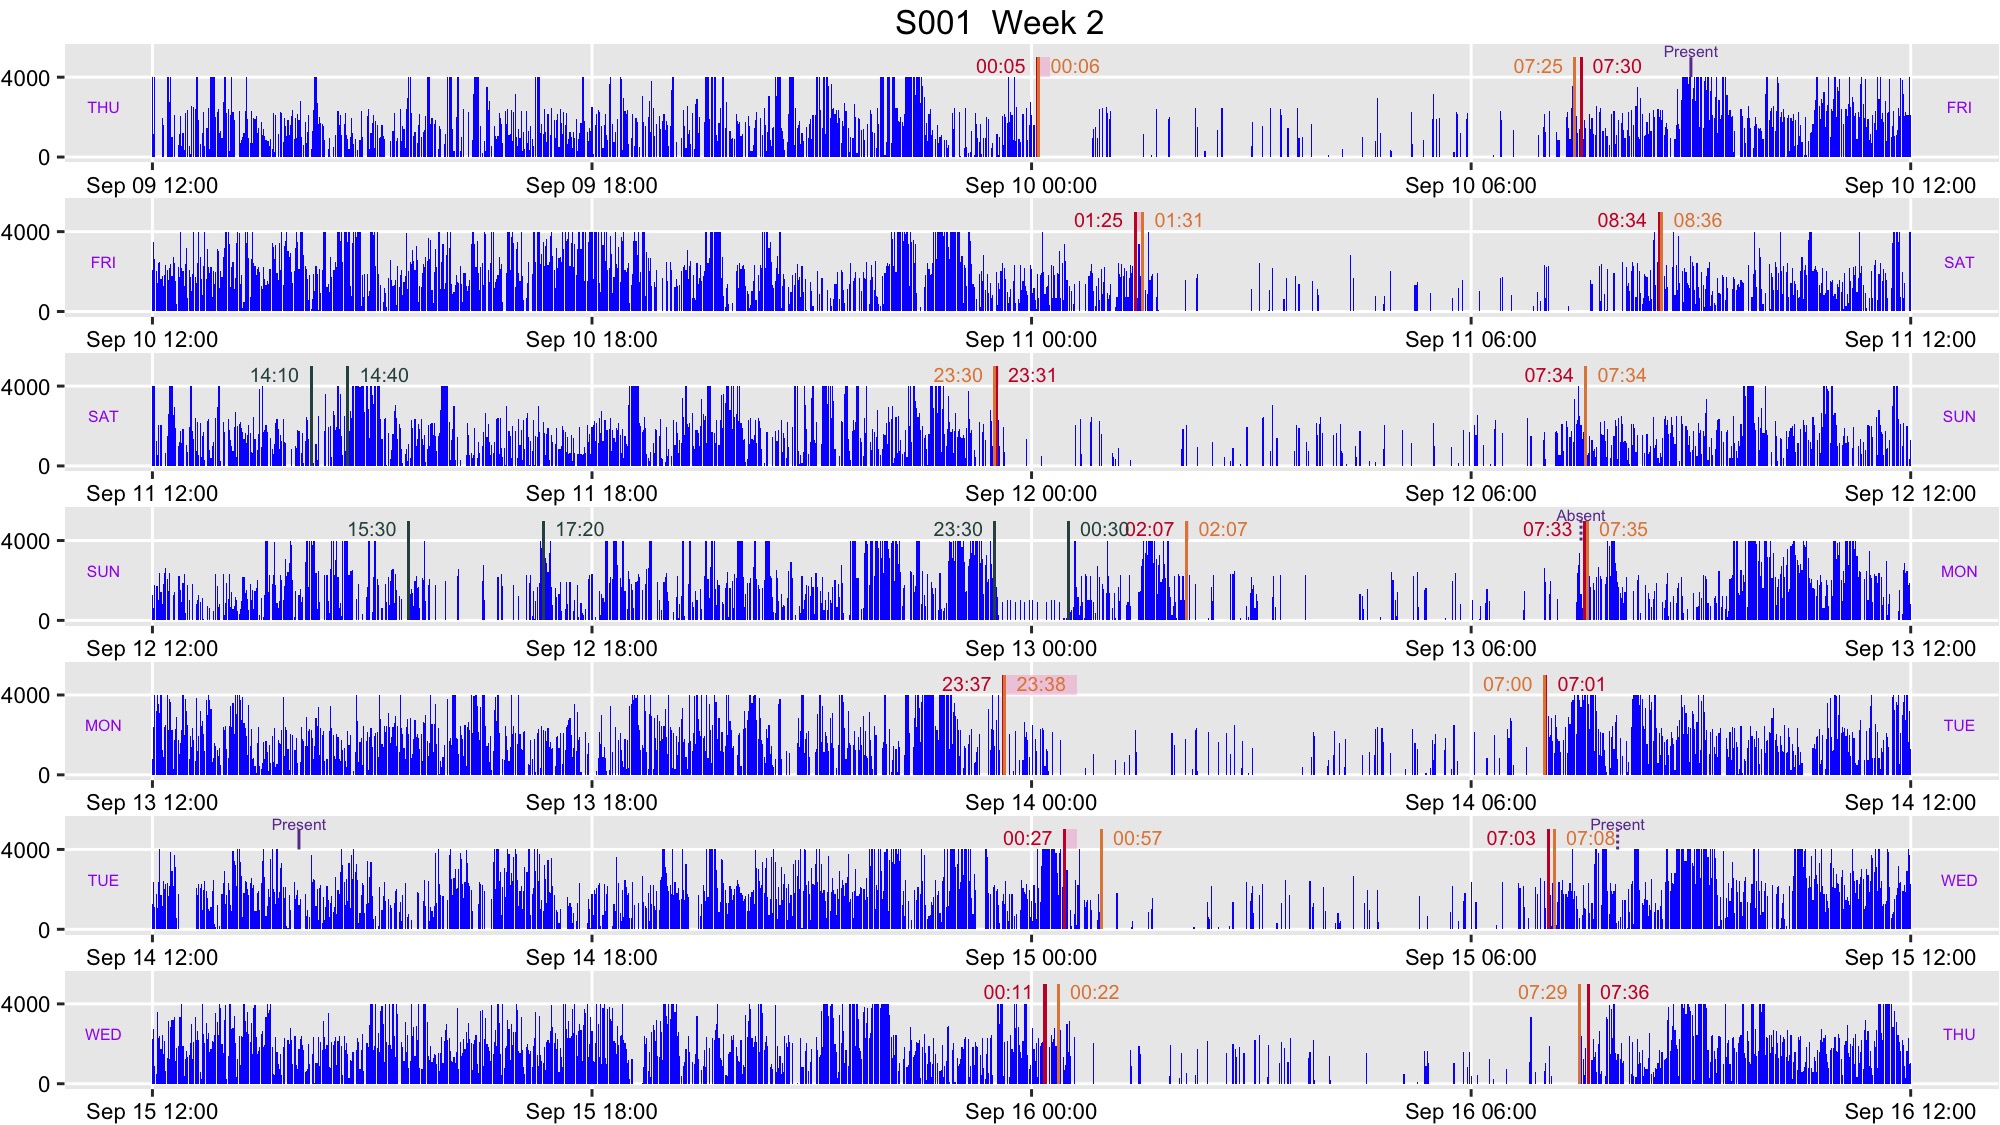 S001  Week 2
Present
00:05 00:06 07:25 07:30
4000
THU FRI
0
Sep 09 12:00 Sep 09 18:00 Sep 10 00:00 Sep 10 06:00 Sep 10 12:00
01:25 01:31 08:34 08:36
4000
FRI SAT
0
Sep 10 12:00 Sep 10 18:00 Sep 11 00:00 Sep 11 06:00 Sep 11 12:00
14:10 14:40 23:30 23:31 07:34 07:34
4000
SAT SUN
0
Sep 11 12:00 Sep 11 18:00 Sep 12 00:00 Sep 12 06:00 Sep 12 12:00
Absent
15:30 17:20 23:30 00:30 02:07 02:07 07:33 07:35
4000
SUN MON
0
Sep 12 12:00 Sep 12 18:00 Sep 13 00:00 Sep 13 06:00 Sep 13 12:00
23:37 23:38 07:00 07:01
4000
MON TUE
0
Sep 13 12:00 Sep 13 18:00 Sep 14 00:00 Sep 14 06:00 Sep 14 12:00
Present Present
00:27 00:57 07:03 07:08
4000
TUE WED
0
Sep 14 12:00 Sep 14 18:00 Sep 15 00:00 Sep 15 06:00 Sep 15 12:00
00:11 00:22 07:29 07:36
4000
WED THU
0
Sep 15 12:00 Sep 15 18:00 Sep 16 00:00 Sep 16 06:00 Sep 16 12:00